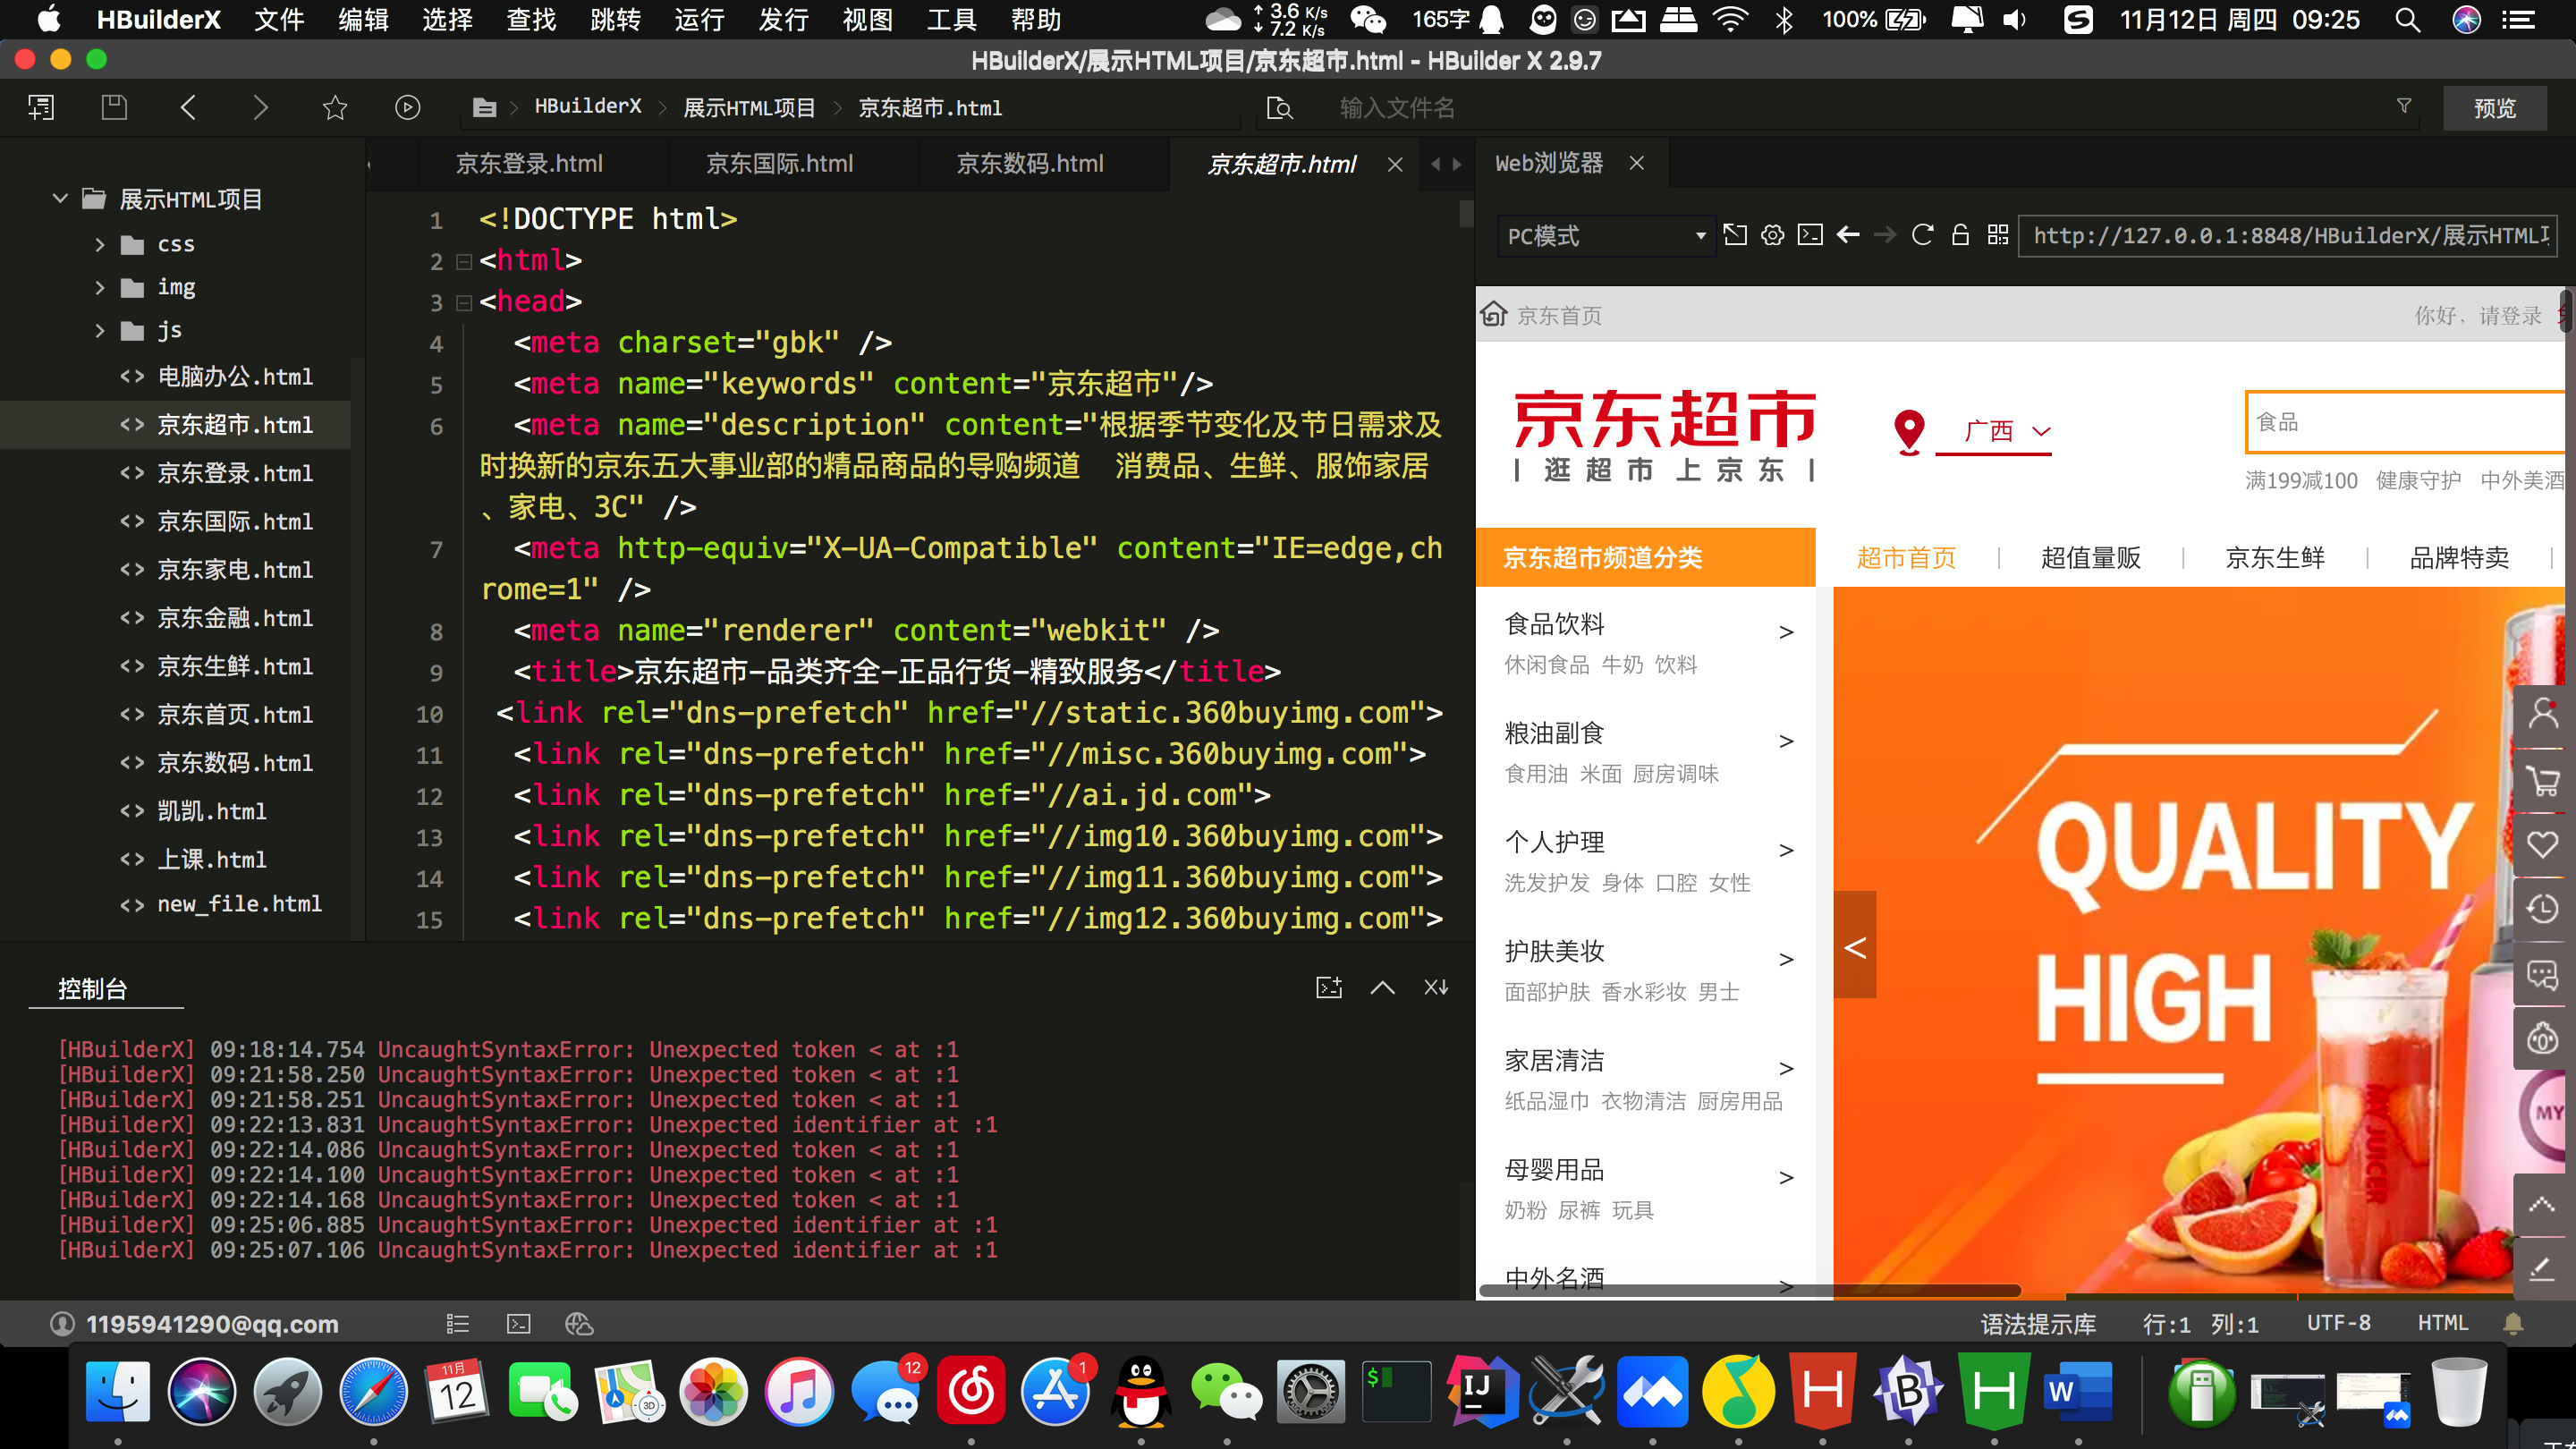 HBuilderX 文件 编辑 选择 查找 跳转 运行 发行 视图 工具 帮助 3.6 K/s 7.2 K/s 165字 100% 11月12日 周四 09:25
HBuilderX/展示HTML项目/京东超市.html - HBuilder X 2.9.7
HBuilderX 展示HTML项目 京东超市.html 输入文件名 预览
展示HTML项目
css
img
js
电脑办公.html
京东超市.html
京东登录.html
京东国际.html
京东家电.html
京东金融.html
京东生鲜.html
京东首页.html
京东数码.html
凯凯.html
上课.html
new_file.html
京东登录.html 京东国际.html 京东数码.html 京东超市.html
1 <!DOCTYPE html>
2 <html>
3 <head>
4 <meta charset="gbk" />
5 <meta name="keywords" content="京东超市"/>
6 <meta name="description" content="根据季节变化及节日需求及
时换新的京东五大事业部的精品商品的导购频道 消费品、生鲜、服饰家居
、家电、3C" />
7 <meta http-equiv="X-UA-Compatible" content="IE=edge,ch
rome=1" />
8 <meta name="renderer" content="webkit" />
9 <title>京东超市-品类齐全-正品行货-精致服务</title>
10 <link rel="dns-prefetch" href="//static.360buyimg.com">
11 <link rel="dns-prefetch" href="//misc.360buyimg.com">
12 <link rel="dns-prefetch" href="//ai.jd.com">
13 <link rel="dns-prefetch" href="//img10.360buyimg.com">
14 <link rel="dns-prefetch" href="//img11.360buyimg.com">
15 <link rel="dns-prefetch" href="//img12.360buyimg.com">
Web浏览器
PC模式 http://127.0.0.1:8848/HBuilderX/展示HTML
京东首页 你好，请登录
京东超市
逛超市 上京东
广西
食品
满199减100 健康守护 中外美酒
京东超市频道分类 超市首页 超值量贩 京东生鲜 品牌特卖
食品饮料 >
休闲食品 牛奶 饮料
粮油副食 >
食用油 米面 厨房调味
个人护理 >
洗发护发 身体 口腔 女性
护肤美妆 >
面部护肤 香水彩妆 男士
家居清洁 >
纸品湿巾 衣物清洁 厨房用品
母婴用品 >
奶粉 尿裤 玩具
中外名酒 >
<
QUALITY
HIGH
MY JUICER
MY
控制台
[HBuilderX] 09:18:14.754 UncaughtSyntaxError: Unexpected token < at :1
[HBuilderX] 09:21:58.250 UncaughtSyntaxError: Unexpected token < at :1
[HBuilderX] 09:21:58.251 UncaughtSyntaxError: Unexpected token < at :1
[HBuilderX] 09:22:13.831 UncaughtSyntaxError: Unexpected identifier at :1
[HBuilderX] 09:22:14.086 UncaughtSyntaxError: Unexpected token < at :1
[HBuilderX] 09:22:14.100 UncaughtSyntaxError: Unexpected token < at :1
[HBuilderX] 09:22:14.168 UncaughtSyntaxError: Unexpected token < at :1
[HBuilderX] 09:25:06.885 UncaughtSyntaxError: Unexpected identifier at :1
[HBuilderX] 09:25:07.106 UncaughtSyntaxError: Unexpected identifier at :1
1195941290@qq.com 语法提示库 行:1 列:1 UTF-8 HTML
11月
12
3D
12
1
$
IJ
H
B
H
W